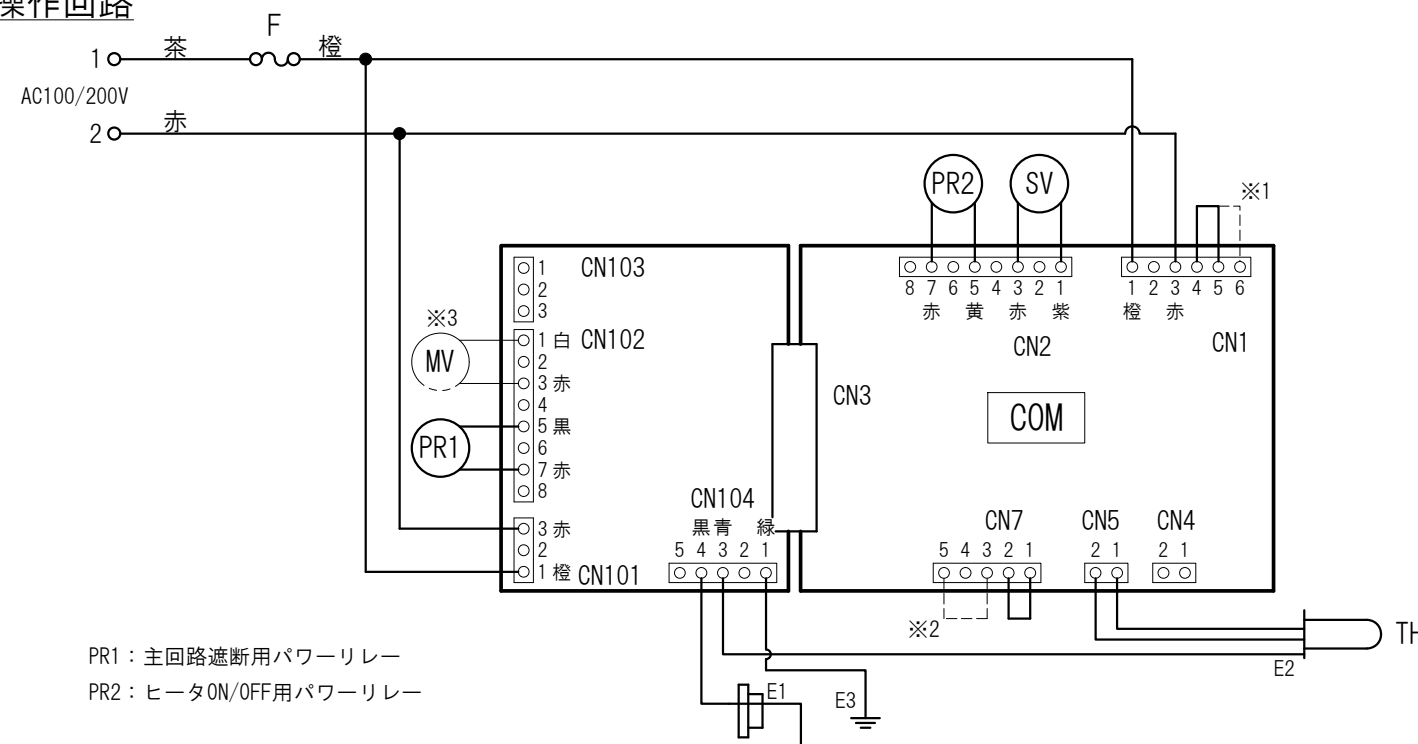 操作回路
F
1 茶 橙
AC100/200V
2 赤
PR2 SV ※1
CN103
1
2
3
8 7 6 5 4 3 2 1
赤 黄 赤 紫
CN2
1 2 3 4 5 6
橙 赤
CN1
※3
MV
CN102
1 白
2
3 赤
4
5 黒
6
7 赤
8
PR1
CN3
COM
CN104
黒 青 緑
5 4 3 2 1
3 赤
2
1 橙 CN101
CN7
5 4 3 2 1
CN5
2 1
CN4
2 1
※2
TH
E2
PR1：主回路遮断用パワーリレー
PR2：ヒータON/OFF用パワーリレー
E1
E3